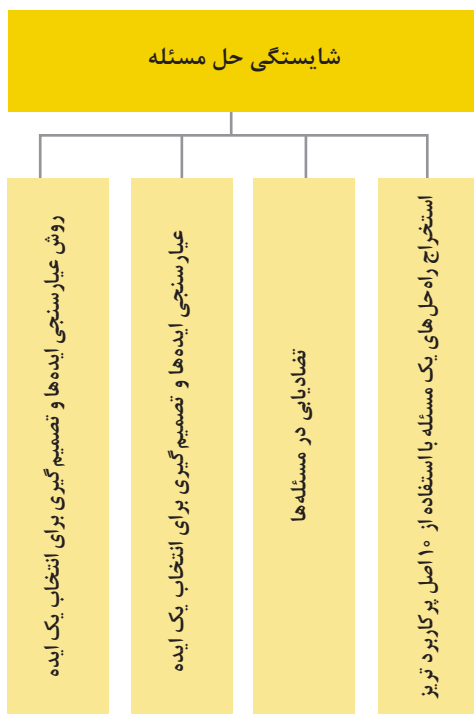 شایستگی حل مسئله
استخراج راه‌حل‌های یک مسئله با استفاده از ۱۰ اصل پرکاربرد تریز
تضادیابی در مسئله‌ها
عیارسنجی ایده‌ها و تصمیم گیری برای انتخاب یک ایده
روش عیارسنجی ایده‌ها و تصمیم گیری برای انتخاب یک ایده